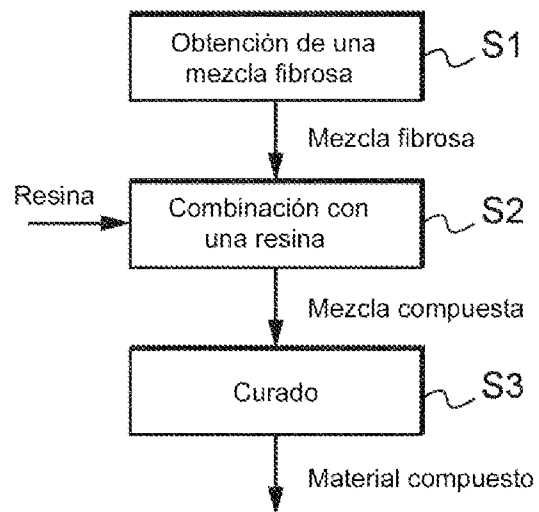 Obtención de una
mezcla fibrosa
S1
Mezcla fibrosa
Resina
Combinación con
una resina
S2
Mezcla compuesta
Curado
S3
Material compuesto